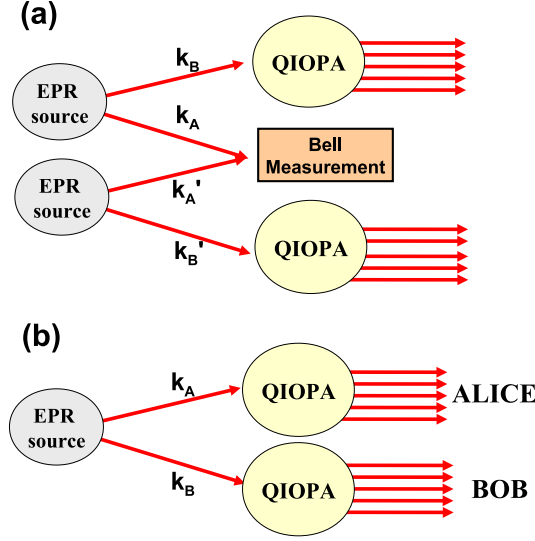 (a)
k_B
QIOPA
EPR
source
k_A
Bell
Measurement
EPR
source
k_A'
k_B'
QIOPA
(b)
k_A
QIOPA
ALICE
EPR
source
k_B
QIOPA
BOB